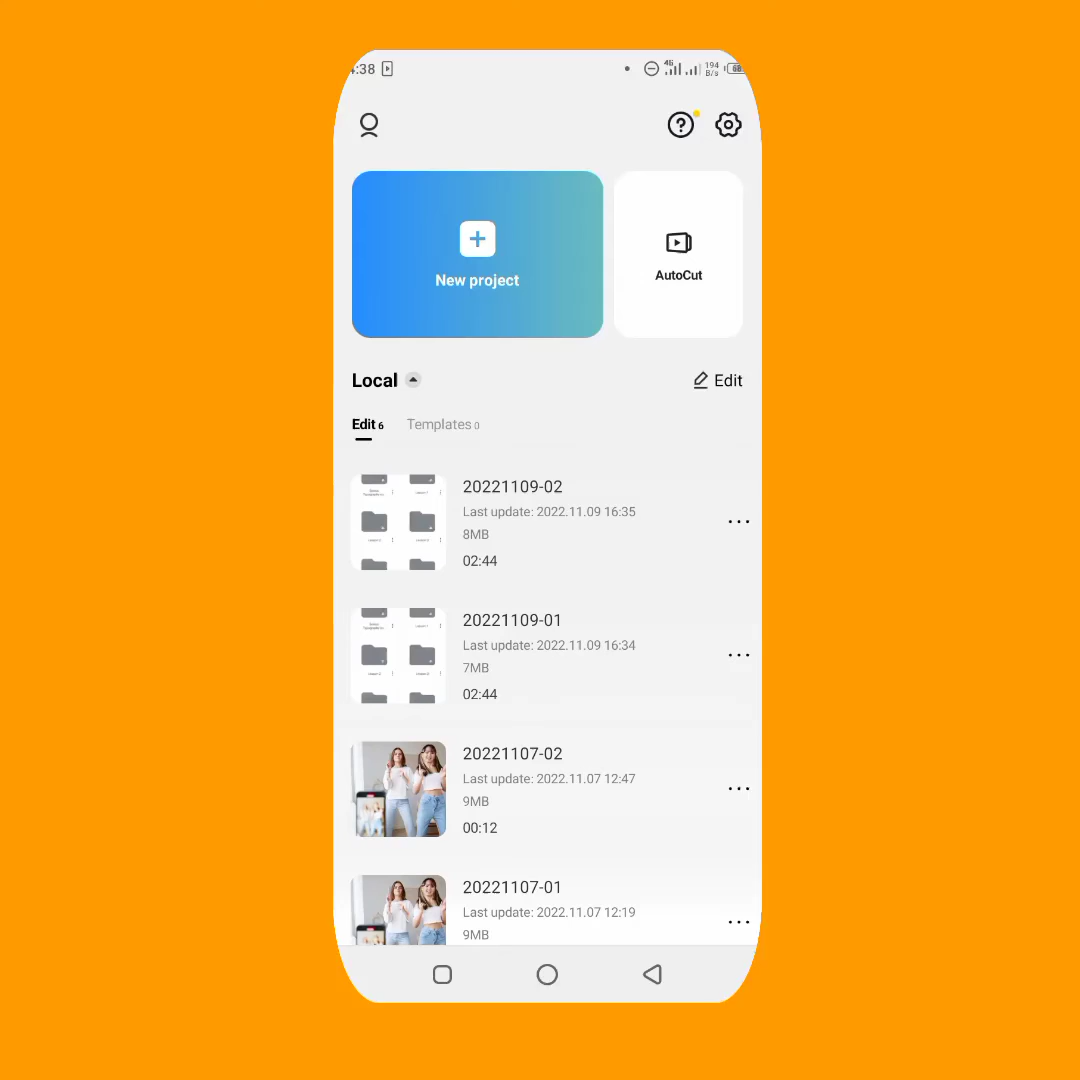 :38
4G
194
B/s
68
New project
AutoCut
Local
Edit
Edit 6
Templates 0
20221109-02
Last update: 2022.11.09 16:35
8MB
02:44
20221109-01
Last update: 2022.11.09 16:34
7MB
02:44
20221107-02
Last update: 2022.11.07 12:47
9MB
00:12
20221107-01
Last update: 2022.11.07 12:19
9MB